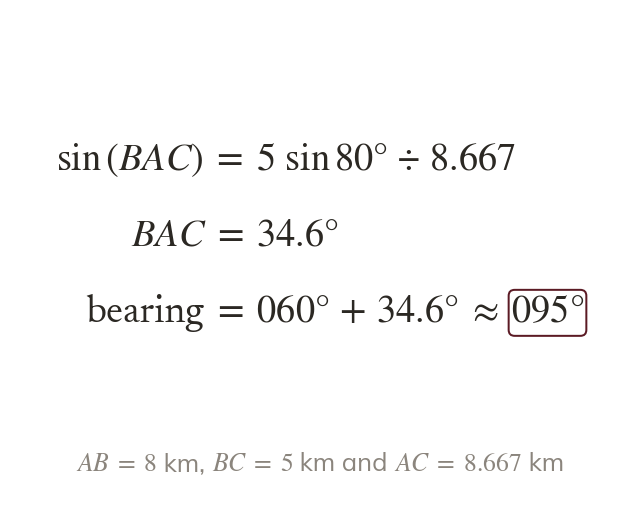 sin(BAC) = 5 sin 80° ÷ 8.667
BAC = 34.6°
bearing = 060° + 34.6° ≈ 095°
AB = 8 km, BC = 5 km and AC = 8.667 km